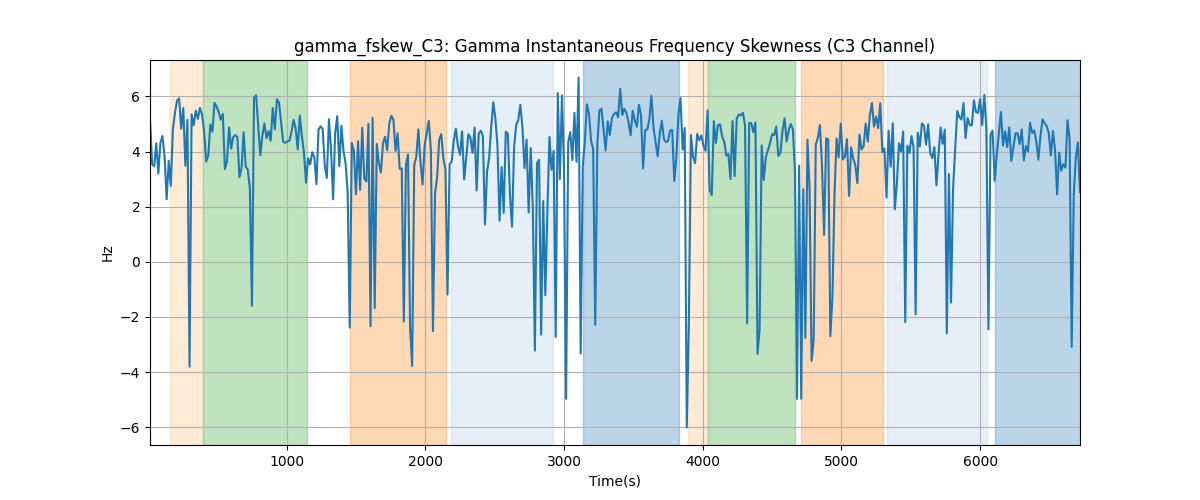 gamma_fskew_C3: Gamma Instantaneous Frequency Skewness (C3 Channel)
6
4
2
0
−2
−4
−6
Hz
1000 2000 3000 4000 5000 6000
Time(s)